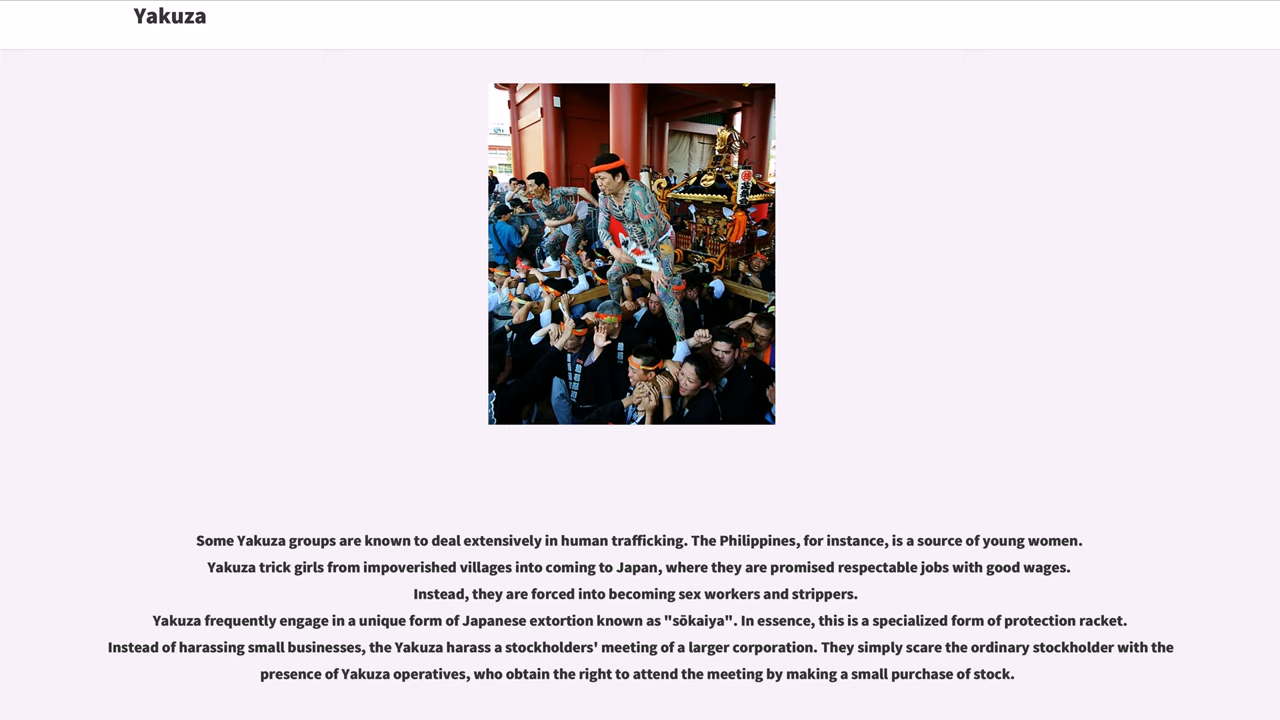 Yakuza
Some Yakuza groups are known to deal extensively in human trafficking. The Philippines, for instance, is a source of young women.
Yakuza trick girls from impoverished villages into coming to Japan, where they are promised respectable jobs with good wages.
Instead, they are forced into becoming sex workers and strippers.
Yakuza frequently engage in a unique form of Japanese extortion known as "sōkaiya". In essence, this is a specialized form of protection racket.
Instead of harassing small businesses, the Yakuza harass a stockholders' meeting of a larger corporation. They simply scare the ordinary stockholder with the
presence of Yakuza operatives, who obtain the right to attend the meeting by making a small purchase of stock.